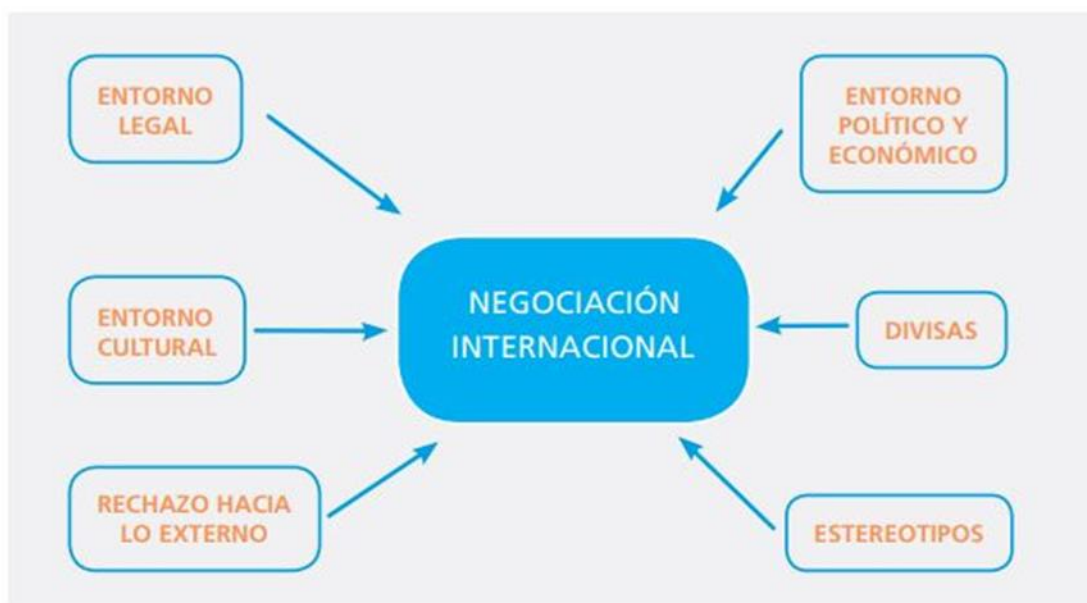 ENTORNO
LEGAL
ENTORNO
POLÍTICO Y
ECONÓMICO
NEGOCIACIÓN
INTERNACIONAL
ENTORNO
CULTURAL
DIVISAS
RECHAZO HACIA
LO EXTERNO
ESTEREOTIPOS